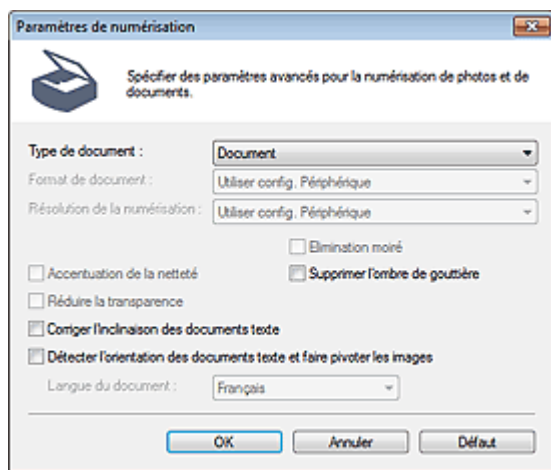 Paramètres de numérisation
Spécifier des paramètres avancés pour la numérisation de photos et de
documents.
Type de document : Document
Format de document : Utiliser config. Périphérique
Résolution de la numérisation : Utiliser config. Périphérique
Elimination moiré
Accentuation de la netteté Supprimer l'ombre de gouttière
Réduire la transparence
Corriger l'inclinaison des documents texte
Détecter l'orientation des documents texte et faire pivoter les images
Langue du document : Français
OK Annuler Défaut